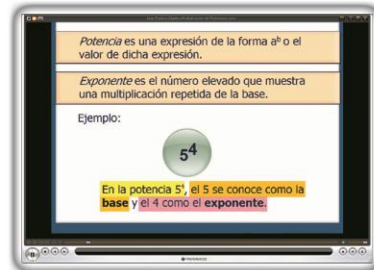 Potencia es una expresión de la forma aᵇ o el
valor de dicha expresión.
Exponente es el número elevado que muestra
una multiplicación repetida de la base.
Ejemplo:
5⁴
En la potencia 5⁴, el 5 se conoce como la
base y el 4 como el exponente.